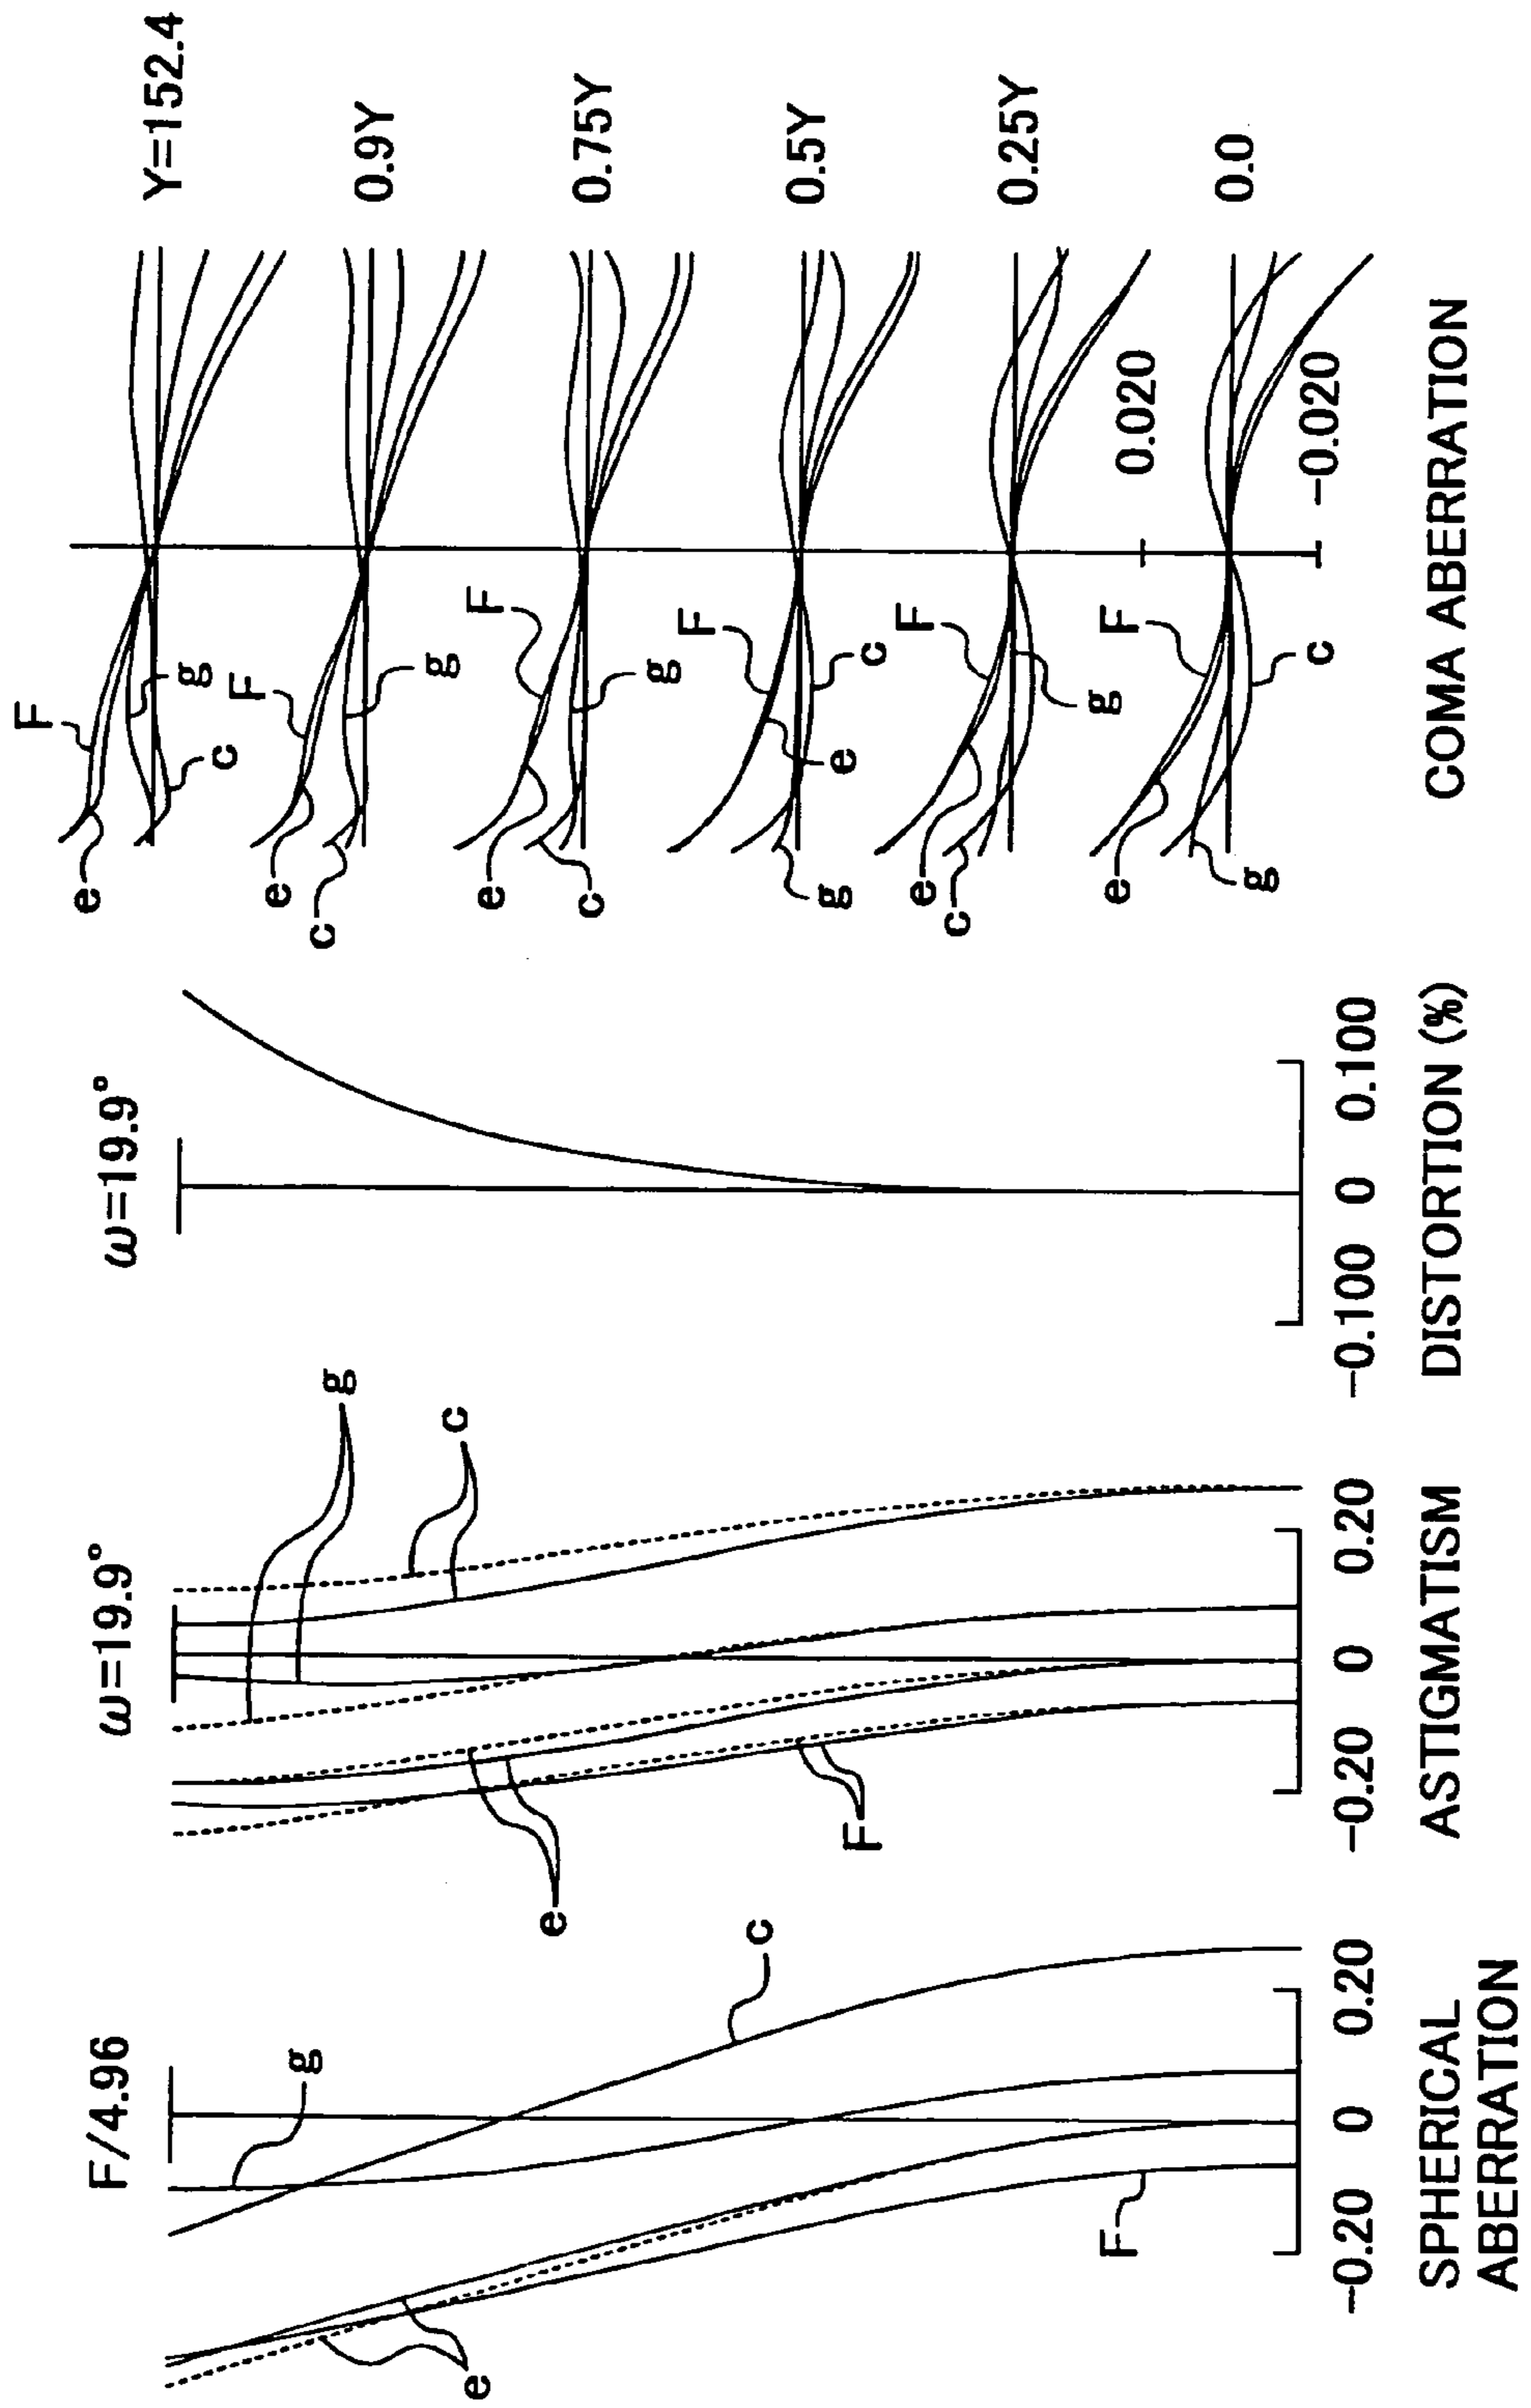 F/4.96
g
c
e
F
-0.20 0 0.20
SPHERICAL
ABERRATION
ω=19.9°
g
c
e
F
-0.20 0 0.20
ASTIGMATISM
ω=19.9°
-0.100 0 0.100
DISTORTION (%)
F
g
e
c
Y=152.4
F
e
g
c
0.9Y
F
e
g
c
0.75Y
F
c
e
g
0.5Y
F
e
c
g
0.25Y
0.020
F
e
c
g
0.0
-0.020
COMA ABERRATION